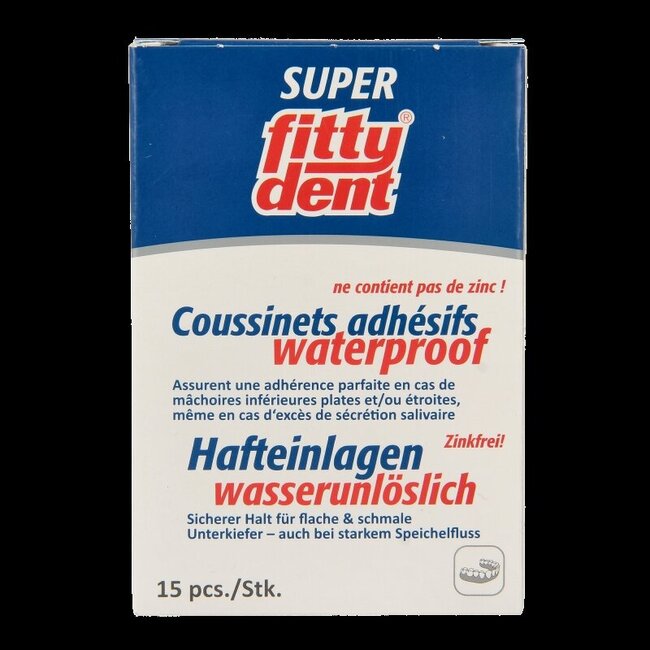 SUPER
fitty®
dent
ne contient pas de zinc !
Coussinets adhésifs
waterproof
Assurent une adhérence parfaite en cas de
mâchoires inférieures plates et/ou étroites,
même en cas d'excès de sécrétion salivaire
Zinkfrei!
Hafteinlagen
wasserunlöslich
Sicherer Halt für flache & schmale
Unterkiefer – auch bei starkem Speichelfluss
15 pcs./Stk.